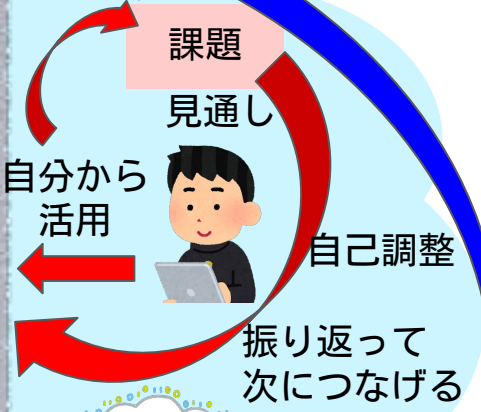 課題
見通し
自分から
活用
自己調整
振り返って
次につなげる